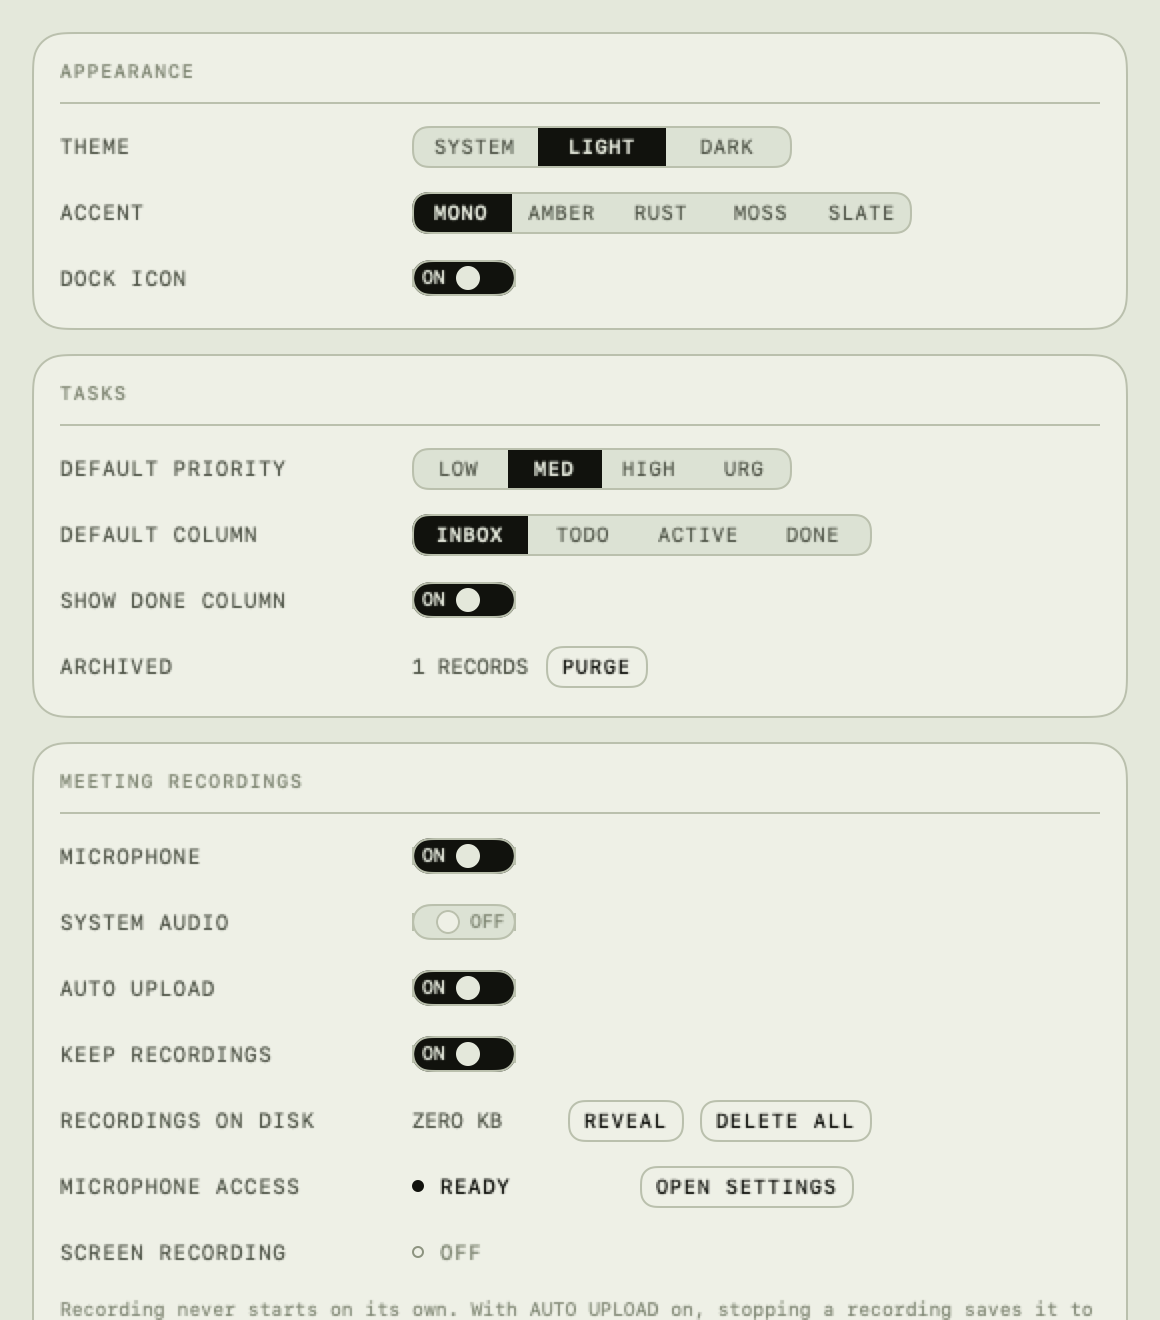 APPEARANCE
THEME SYSTEM LIGHT DARK
ACCENT MONO AMBER RUST MOSS SLATE
DOCK ICON ON
TASKS
DEFAULT PRIORITY LOW MED HIGH URG
DEFAULT COLUMN INBOX TODO ACTIVE DONE
SHOW DONE COLUMN ON
ARCHIVED 1 RECORDS PURGE
MEETING RECORDINGS
MICROPHONE ON
SYSTEM AUDIO OFF
AUTO UPLOAD ON
KEEP RECORDINGS ON
RECORDINGS ON DISK ZERO KB REVEAL DELETE ALL
MICROPHONE ACCESS READY OPEN SETTINGS
SCREEN RECORDING OFF
Recording never starts on its own. With AUTO UPLOAD on, stopping a recording saves it to